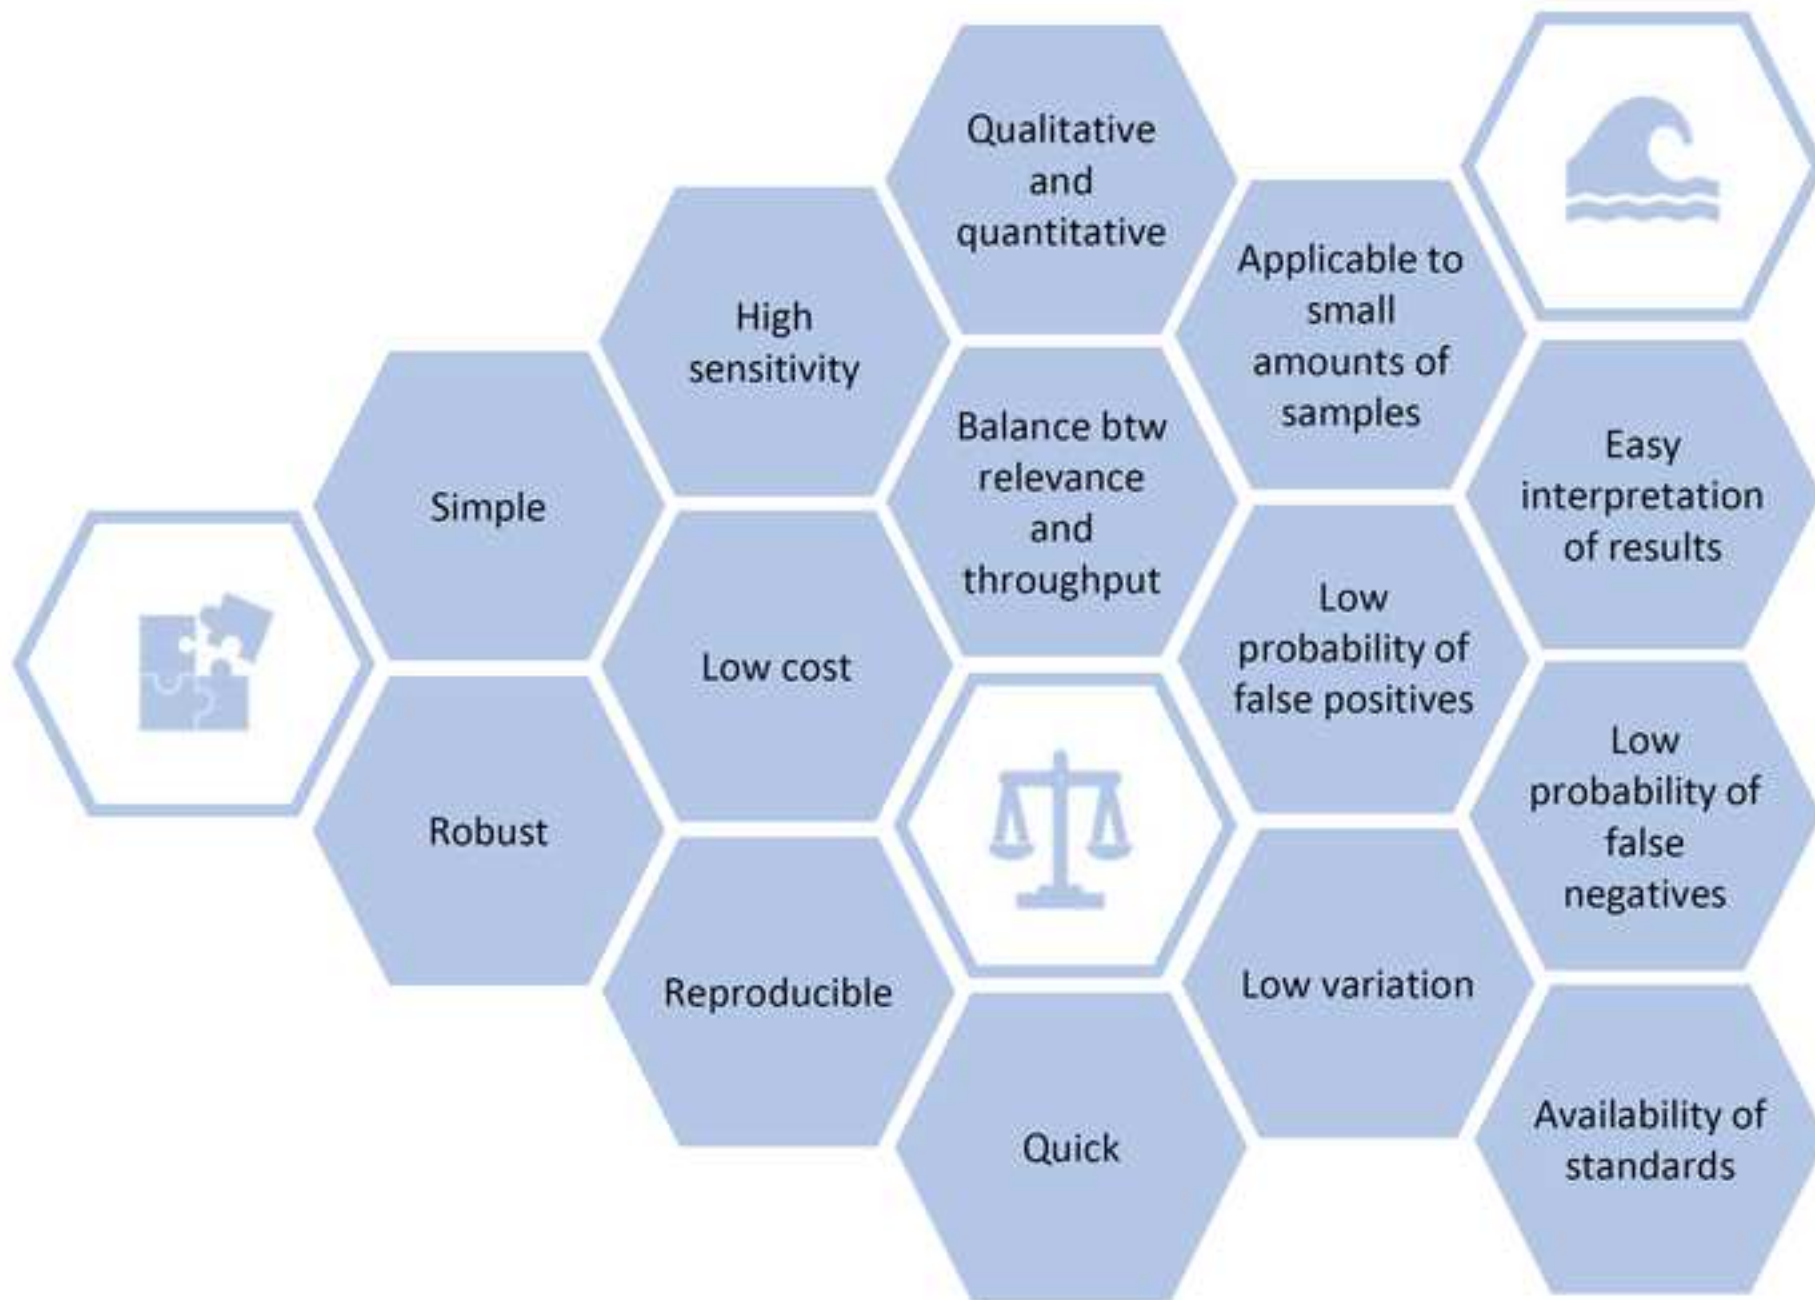 Qualitative
and
quantitative
High
sensitivity
Applicable to
small
amounts of
samples
Simple
Balance btw
relevance
and
throughput
Easy
interpretation
of results
Low cost
Low
probability of
false positives
Robust
Low
probability of
false
negatives
Reproducible
Low variation
Quick
Availability of
standards